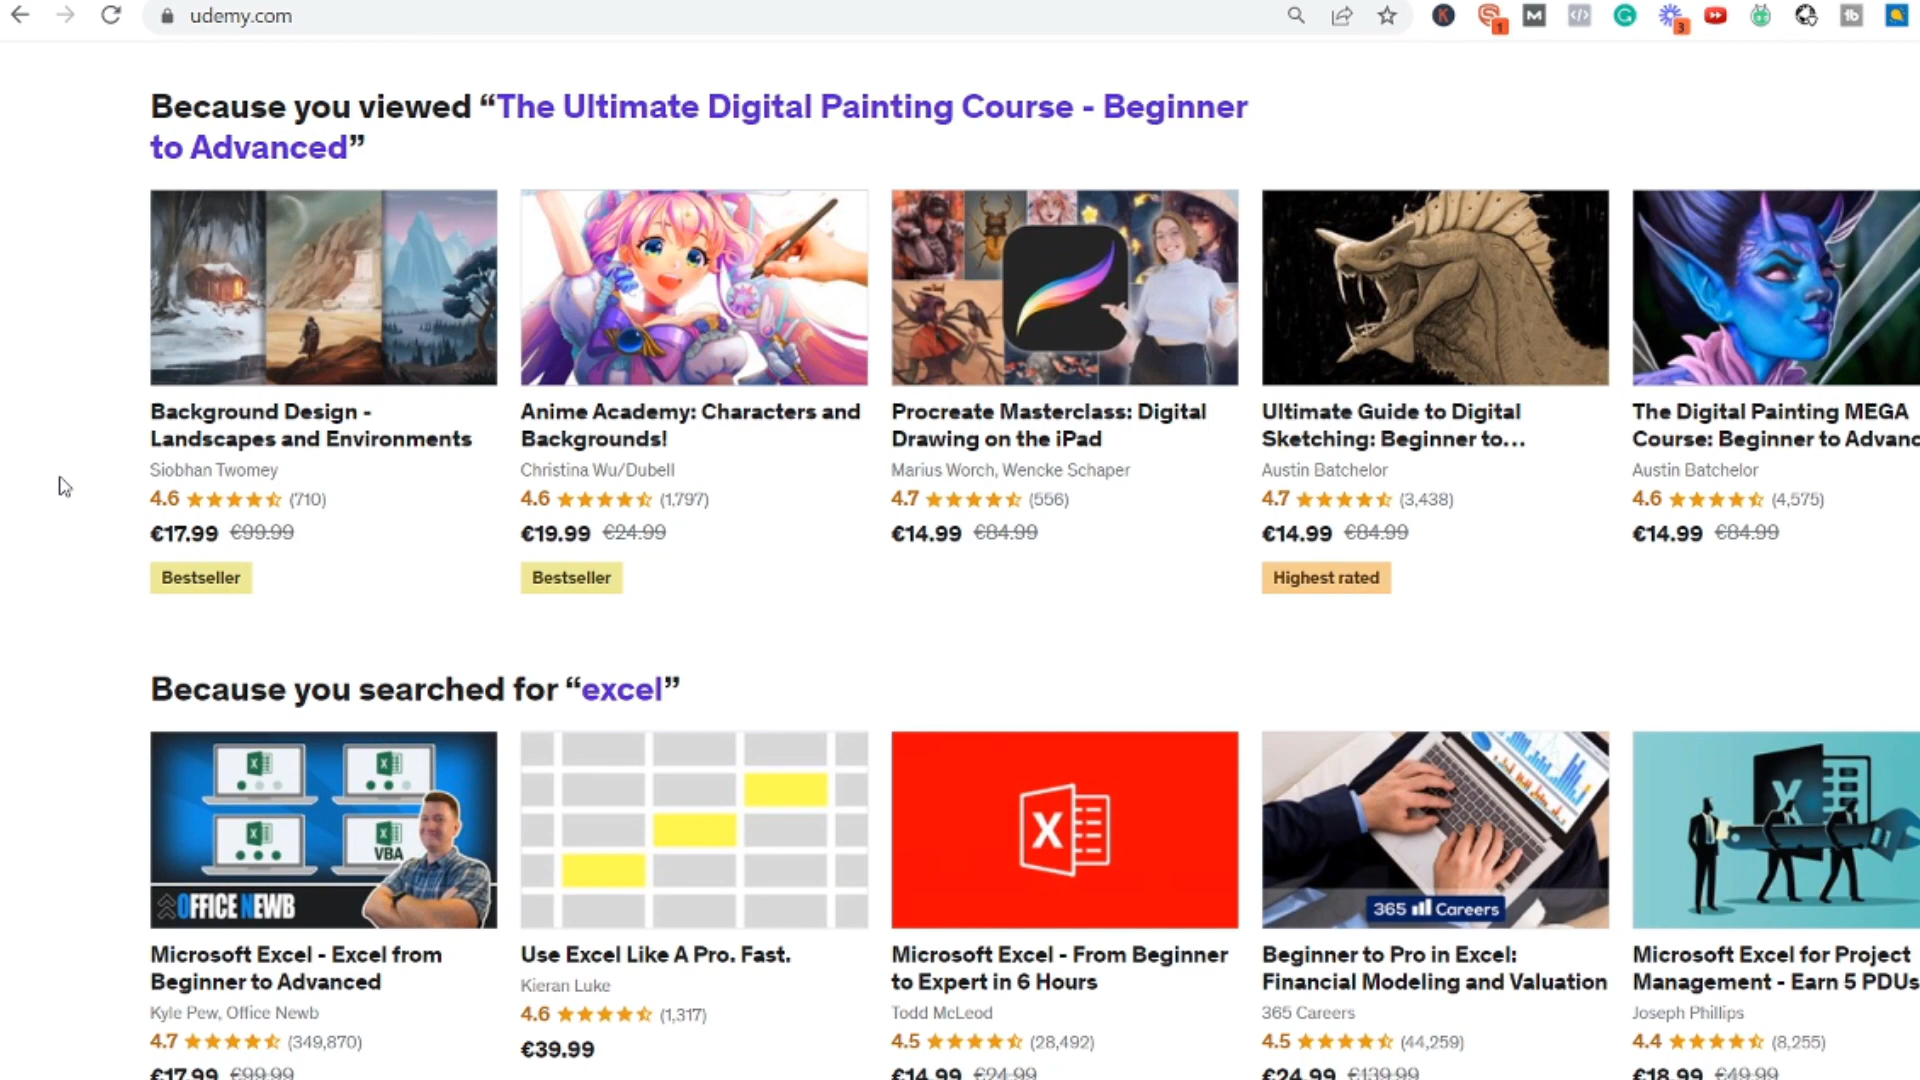 udemy.com
1
3
Because you viewed “The Ultimate Digital Painting Course - Beginner
to Advanced”
Background Design -
Landscapes and Environments
Siobhan Twomey
4.6 (710)
€17.99 €99.99
Bestseller
Anime Academy: Characters and
Backgrounds!
Christina Wu/Dubell
4.6 (1,797)
€19.99 €24.99
Bestseller
Procreate Masterclass: Digital
Drawing on the iPad
Marius Worch, Wencke Schaper
4.7 (556)
€14.99 €84.99
Ultimate Guide to Digital
Sketching: Beginner to...
Austin Batchelor
4.7 (3,438)
€14.99 €84.99
Highest rated
The Digital Painting MEGA
Course: Beginner to Advanc
Austin Batchelor
4.6 (4,575)
€14.99 €84.99
Because you searched for “excel”
VBA
OFFICE NEWB
Microsoft Excel - Excel from
Beginner to Advanced
Kyle Pew, Office Newb
4.7 (349,870)
€17.99 €99.99
Use Excel Like A Pro. Fast.
Kieran Luke
4.6 (1,317)
€39.99
X
Microsoft Excel - From Beginner
to Expert in 6 Hours
Todd McLeod
4.5 (28,492)
€14.99 €24.99
365 Careers
Beginner to Pro in Excel:
Financial Modeling and Valuation
365 Careers
4.5 (44,259)
€24.99 €139.99
X
Microsoft Excel for Project
Management - Earn 5 PDUs
Joseph Phillips
4.4 (8,255)
€18.99 €49.99